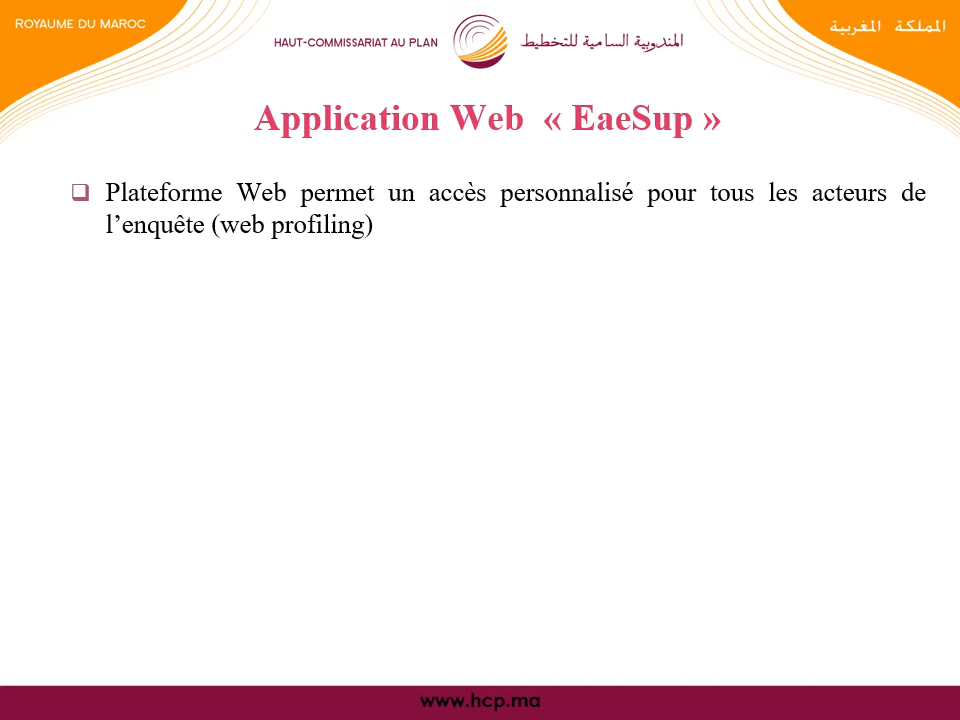 ROYAUME DU MAROC
المملكة المغربية
HAUT-COMMISSARIAT AU PLAN
المندوبية السامية للتخطيط
Application Web « EaeSup »
Plateforme Web permet un accès personnalisé pour tous les acteurs de
l’enquête (web profiling)
www.hcp.ma